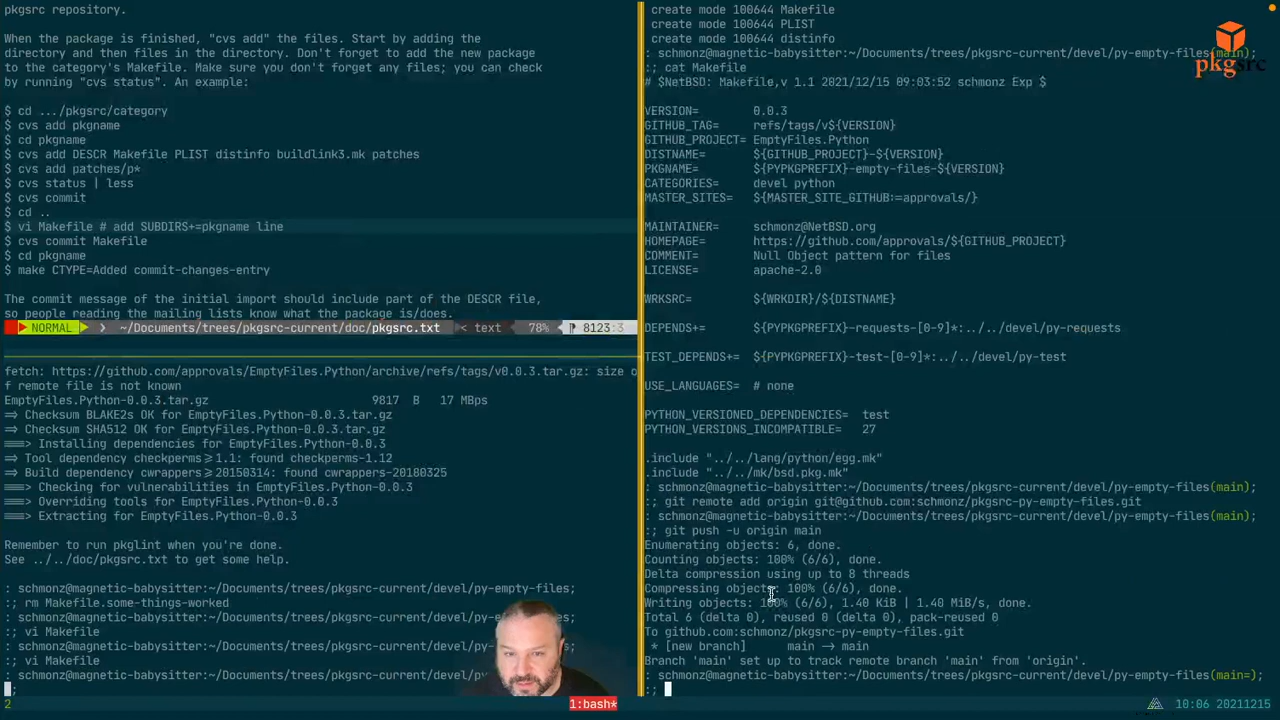 pkgsrc repository.
When the package is finished, "cvs add" the files. Start by adding the
directory and then files in the directory. Don't forget to add the new package
to the category's Makefile. Make sure you don't forget any files; you can check
by running "cvs status". An example:
$ cd .../pkgsrc/category
$ cvs add pkgname
$ cd pkgname
$ cvs add DESCR Makefile PLIST distinfo buildlink3.mk patches
$ cvs add patches/p*
$ cvs status | less
$ cvs commit
$ cd ..
$ vi Makefile # add SUBDIRS+=pkgname line
$ cvs commit Makefile
$ cd pkgname
$ make CTYPE=Added commit-changes-entry
The commit message of the initial import should include part of the DESCR file,
so people reading the mailing lists know what the package is/does.
NORMAL ~/Documents/trees/pkgsrc-current/doc/pkgsrc.txt < text 78% 8123:3
fetch: https://github.com/approvals/EmptyFiles.Python/archive/refs/tags/v0.0.3.tar.gz: size o
f remote file is not known
EmptyFiles.Python-0.0.3.tar.gz 9817 B 17 MBps
=> Checksum BLAKE2s OK for EmptyFiles.Python-0.0.3.tar.gz
=> Checksum SHA512 OK for EmptyFiles.Python-0.0.3.tar.gz
===> Installing dependencies for EmptyFiles.Python-0.0.3
=> Tool dependency checkperms>=1.1: found checkperms-1.12
=> Build dependency cwrappers>=20150314: found cwrappers-20180325
===> Checking for vulnerabilities in EmptyFiles.Python-0.0.3
===> Overriding tools for EmptyFiles.Python-0.0.3
===> Extracting for EmptyFiles.Python-0.0.3
Remember to run pkglint when you're done.
See ../../doc/pkgsrc.txt to get some help.
: schmonz@magnetic-babysitter:~/Documents/trees/pkgsrc-current/devel/py-empty-files;
:; rm Makefile.some-things-worked
: schmonz@magnetic-babysitter:~/Documents/trees/pkgsrc-current/devel/py-empty-files;
:; vi Makefile
: schmonz@magnetic-babysitter:~/Documents/trees/pkgsrc-current/devel/py-empty-files;
:; vi Makefile
: schmonz@magnetic-babysitter:~/Documents/trees/pkgsrc-current/devel/py-empty-files;
;
create mode 100644 Makefile
create mode 100644 PLIST
create mode 100644 distinfo
: schmonz@magnetic-babysitter:~/Documents/trees/pkgsrc-current/devel/py-empty-files(main);
:; cat Makefile
# $NetBSD: Makefile,v 1.1 2021/12/15 09:03:52 schmonz Exp $
VERSION= 0.0.3
GITHUB_TAG= refs/tags/v${VERSION}
GITHUB_PROJECT= EmptyFiles.Python
DISTNAME= ${GITHUB_PROJECT}-${VERSION}
PKGNAME= ${PYPKGPREFIX}-empty-files-${VERSION}
CATEGORIES= devel python
MASTER_SITES= ${MASTER_SITE_GITHUB:=approvals/}
MAINTAINER= schmonz@NetBSD.org
HOMEPAGE= https://github.com/approvals/${GITHUB_PROJECT}
COMMENT= Null Object pattern for files
LICENSE= apache-2.0
WRKSRC= ${WRKDIR}/${DISTNAME}
DEPENDS+= ${PYPKGPREFIX}-requests-[0-9]*:../../devel/py-requests
TEST_DEPENDS+= ${PYPKGPREFIX}-test-[0-9]*:../../devel/py-test
USE_LANGUAGES= # none
PYTHON_VERSIONED_DEPENDENCIES= test
PYTHON_VERSIONS_INCOMPATIBLE= 27
.include "../../lang/python/egg.mk"
.include "../../mk/bsd.pkg.mk"
: schmonz@magnetic-babysitter:~/Documents/trees/pkgsrc-current/devel/py-empty-files(main);
:; git remote add origin git@github.com:schmonz/pkgsrc-py-empty-files.git
: schmonz@magnetic-babysitter:~/Documents/trees/pkgsrc-current/devel/py-empty-files(main);
:; git push -u origin main
Enumerating objects: 6, done.
Counting objects: 100% (6/6), done.
Delta compression using up to 8 threads
Compressing objects: 100% (6/6), done.
Writing objects: 100% (6/6), 1.40 KiB | 1.40 MiB/s, done.
Total 6 (delta 0), reused 0 (delta 0), pack-reused 0
To github.com:schmonz/pkgsrc-py-empty-files.git
* [new branch] main -> main
Branch 'main' set up to track remote branch 'main' from 'origin'.
: schmonz@magnetic-babysitter:~/Documents/trees/pkgsrc-current/devel/py-empty-files(main=);
:;
pkgsrc
2 1:bash* 10:06 20211215